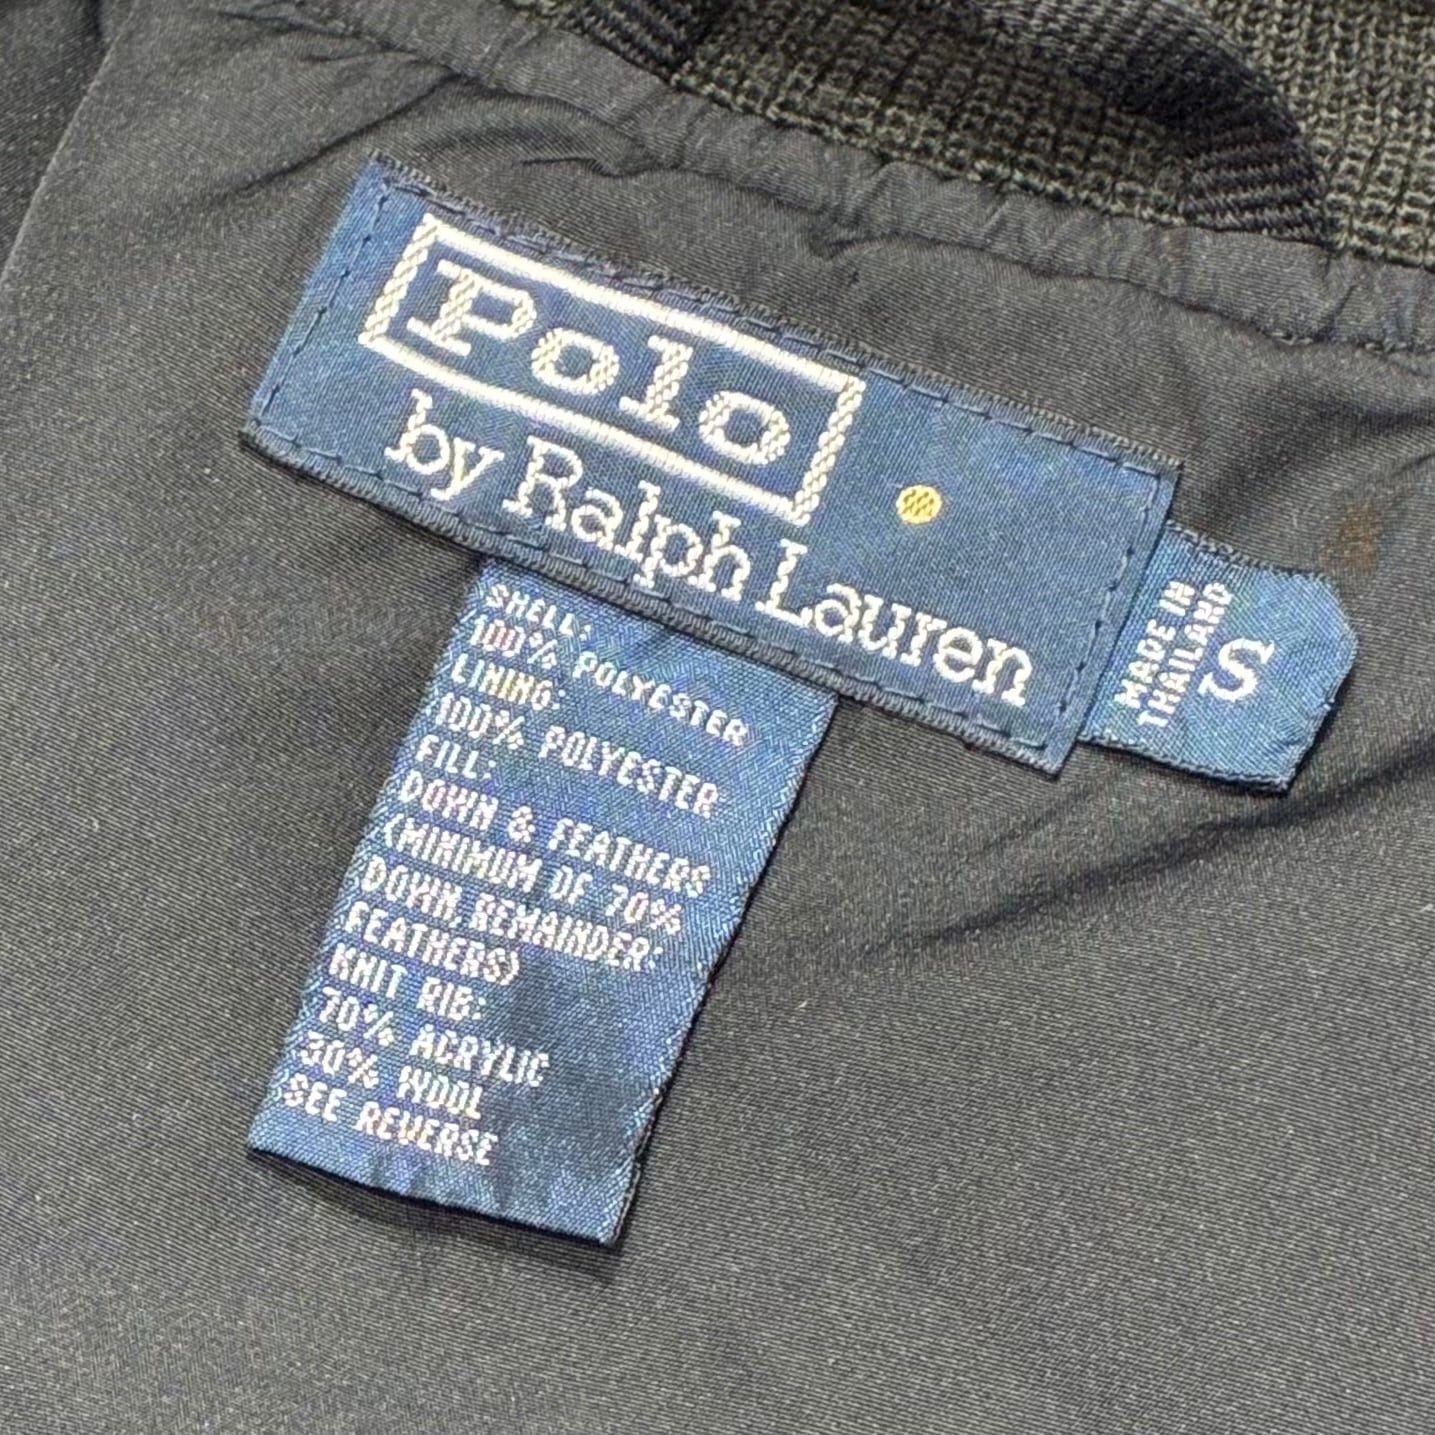 Polo
by Ralph Lauren
MADE IN
THAILAND
S
SHELL:
100% POLYESTER
LINING:
100% POLYESTER
FILL:
DOWN & FEATHERS
(MINIMUM OF 70%
DOWN, REMAINDER:
FEATHERS)
KNIT RIB:
70% ACRYLIC
30% WOOL
SEE REVERSE